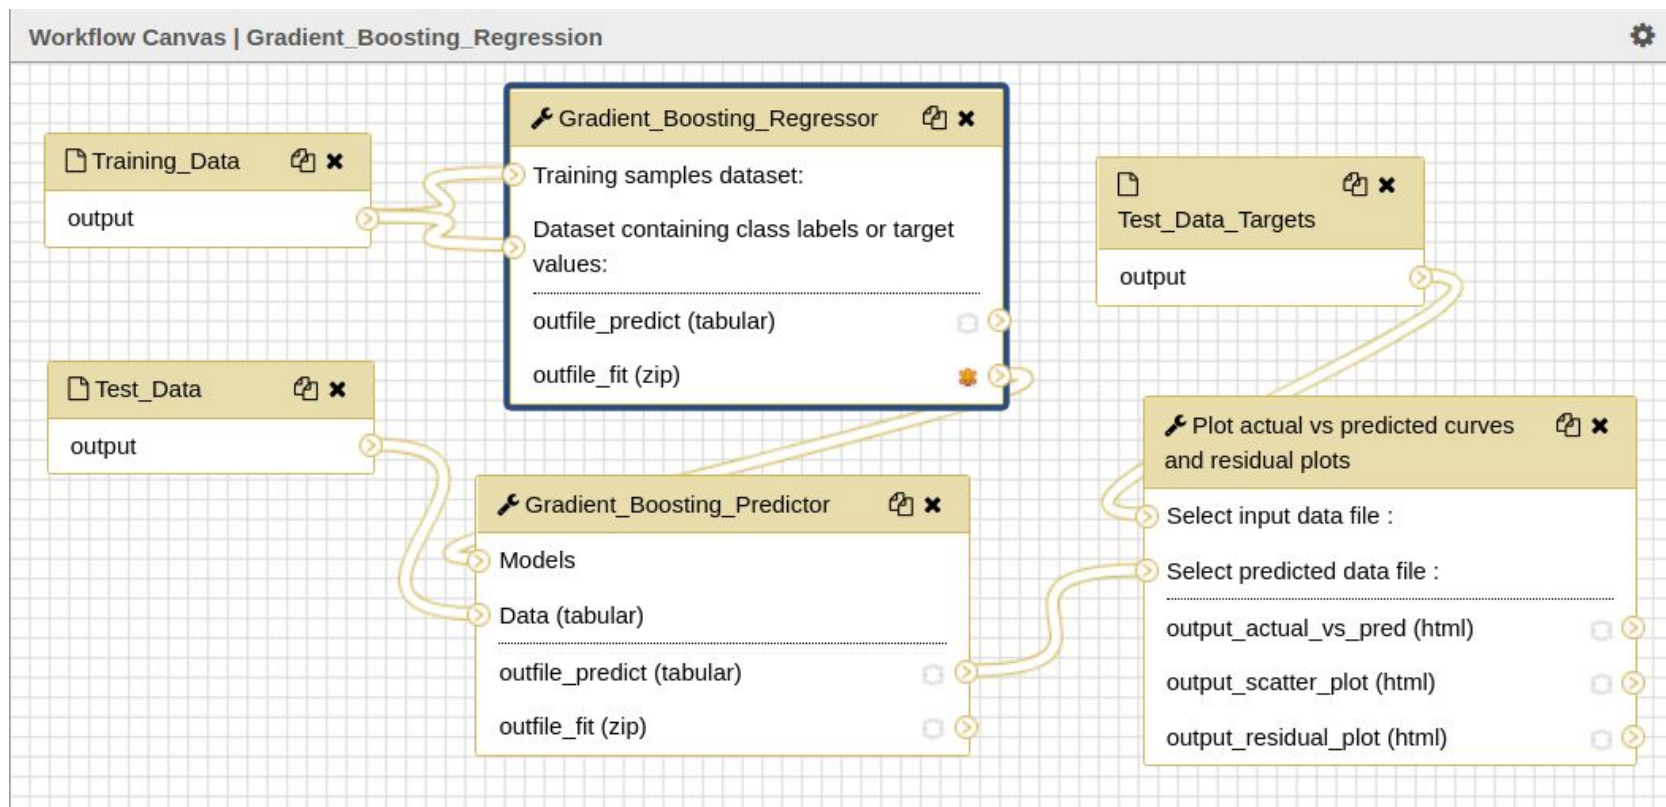 Workflow Canvas | Gradient_Boosting_Regression
Training_Data
output
Gradient_Boosting_Regressor
Training samples dataset:
Dataset containing class labels or target
values:
outfile_predict (tabular)
outfile_fit (zip)
Test_Data_Targets
output
Test_Data
output
Gradient_Boosting_Predictor
Models
Data (tabular)
outfile_predict (tabular)
outfile_fit (zip)
Plot actual vs predicted curves
and residual plots
Select input data file :
Select predicted data file :
output_actual_vs_pred (html)
output_scatter_plot (html)
output_residual_plot (html)